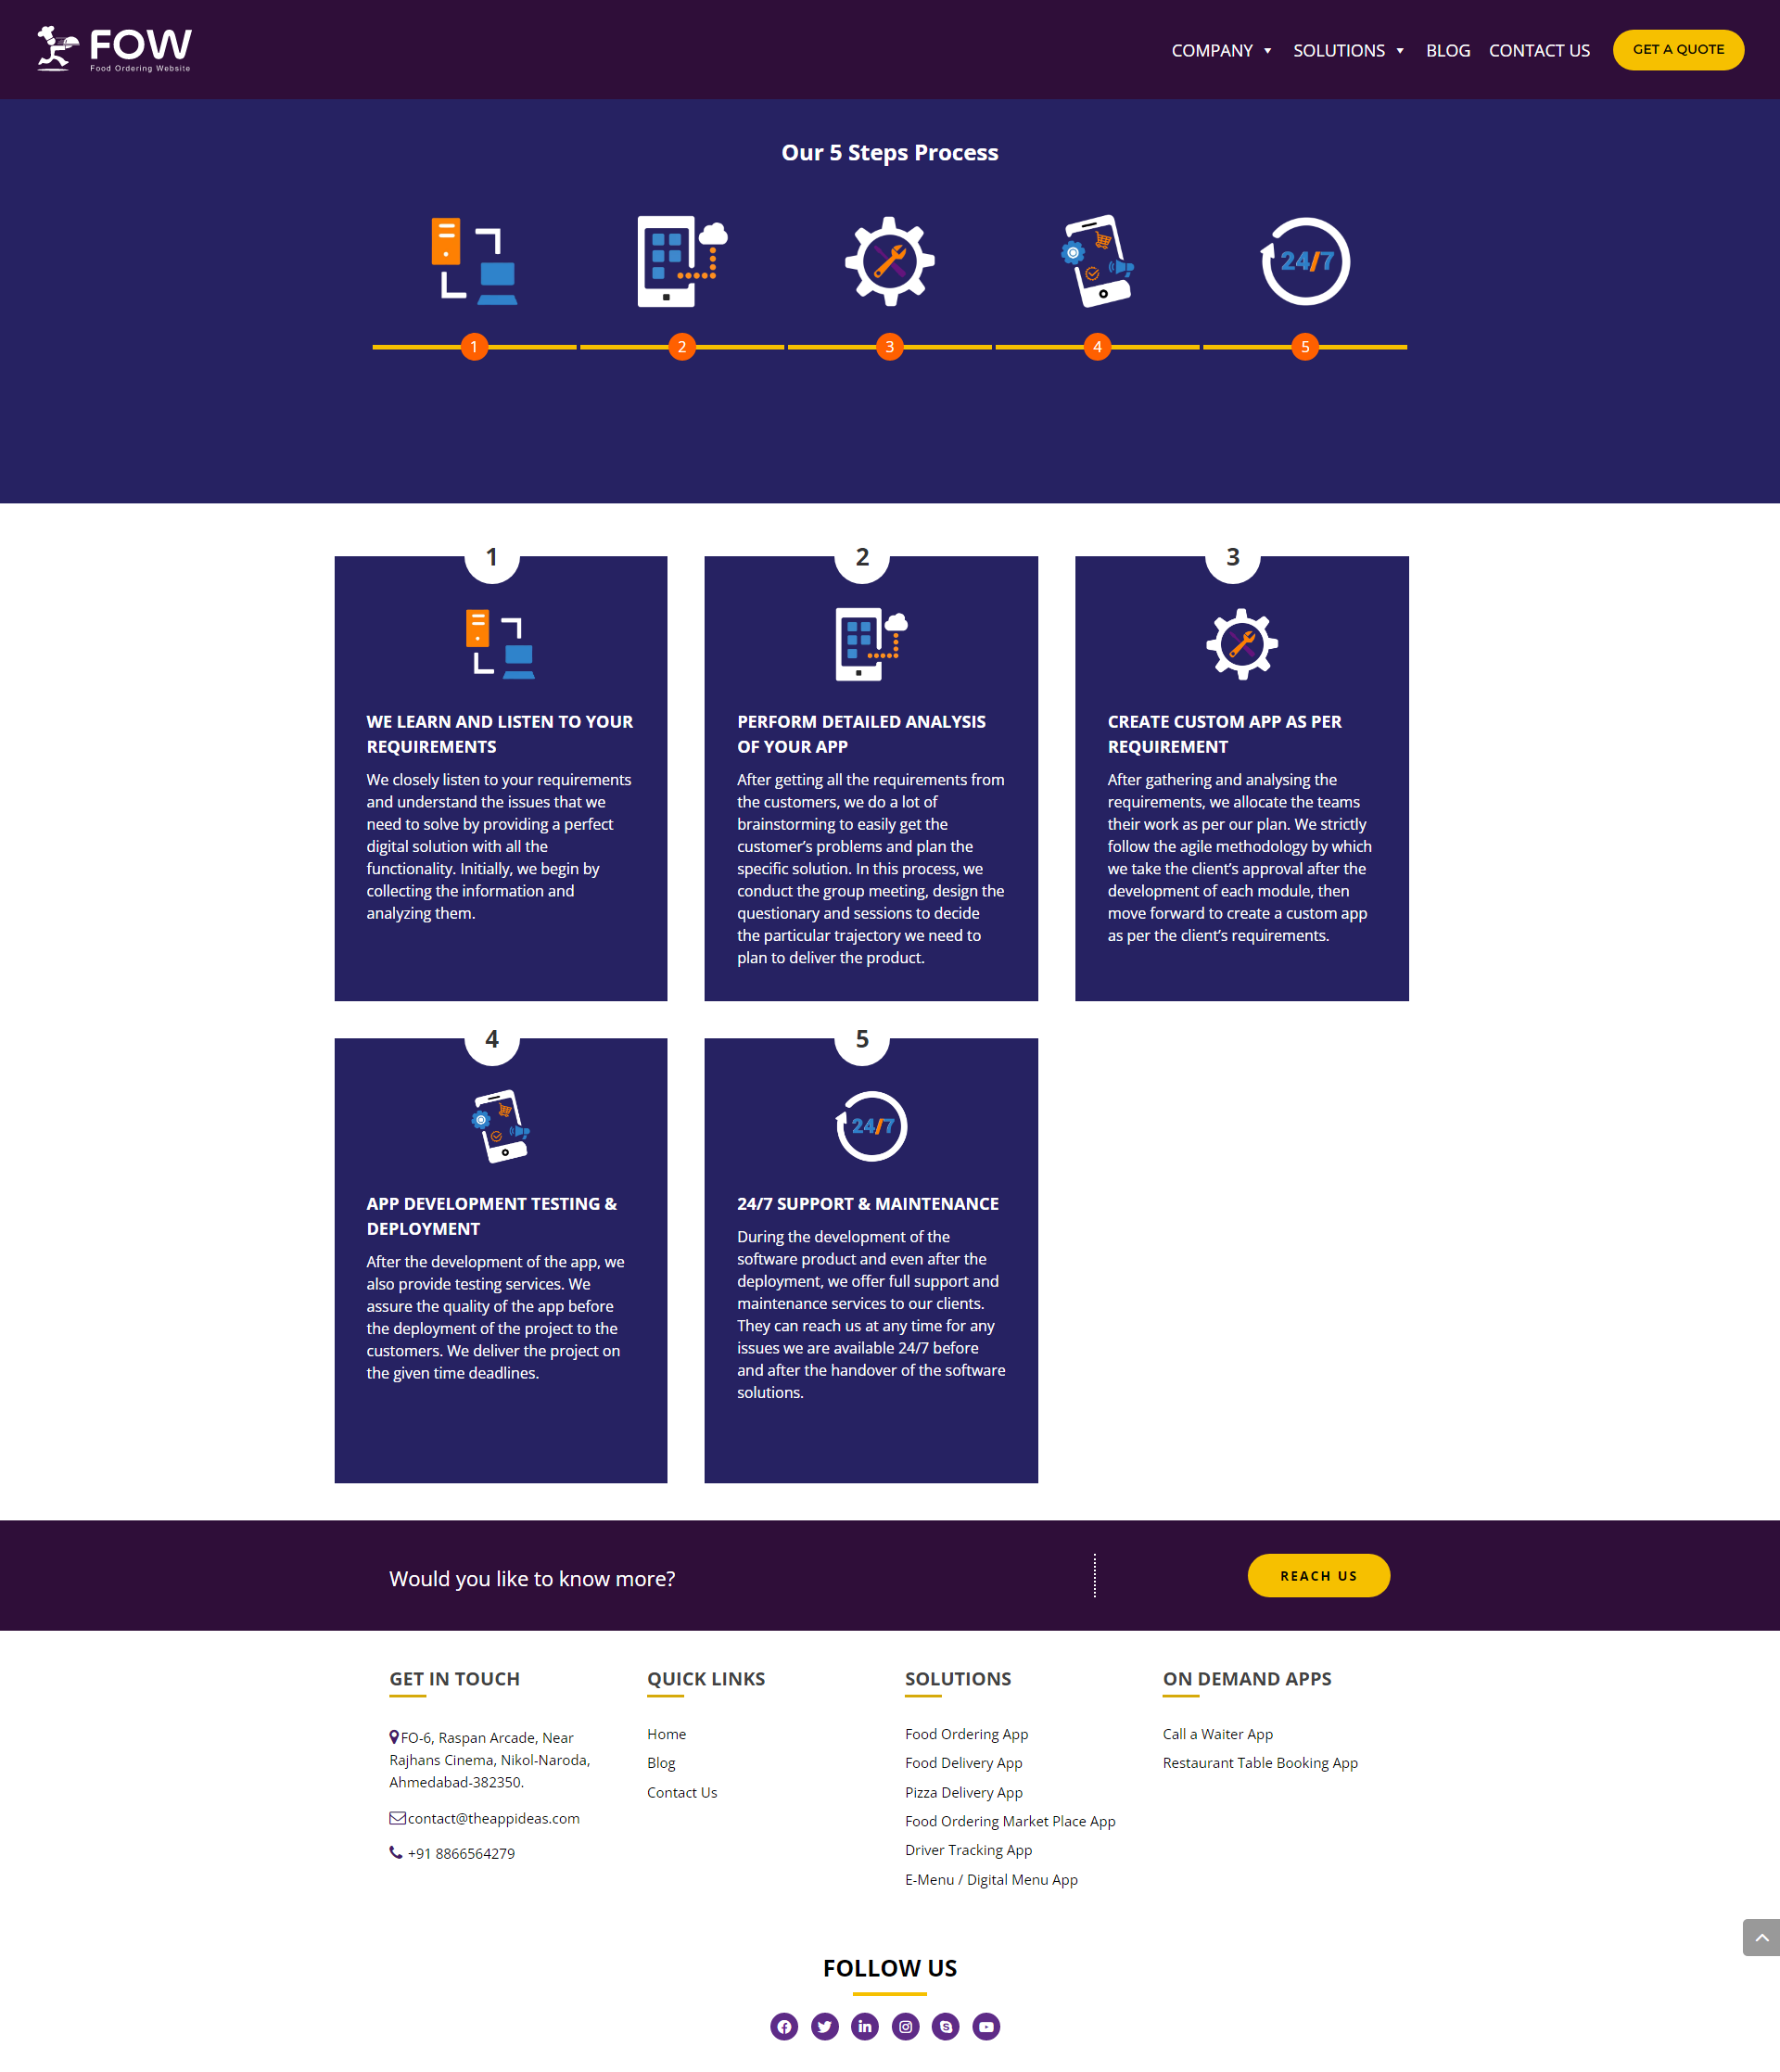 FOW
Food Ordering Website
COMPANY
SOLUTIONS
BLOG
CONTACT US
GET A QUOTE
Our 5 Steps Process
24/7
1
2
3
4
5
1
WE LEARN AND LISTEN TO YOUR
REQUIREMENTS
We closely listen to your requirements
and understand the issues that we
need to solve by providing a perfect
digital solution with all the
functionality. Initially, we begin by
collecting the information and
analyzing them.
2
PERFORM DETAILED ANALYSIS
OF YOUR APP
After getting all the requirements from
the customers, we do a lot of
brainstorming to easily get the
customer’s problems and plan the
specific solution. In this process, we
conduct the group meeting, design the
questionary and sessions to decide
the particular trajectory we need to
plan to deliver the product.
3
CREATE CUSTOM APP AS PER
REQUIREMENT
After gathering and analysing the
requirements, we allocate the teams
their work as per our plan. We strictly
follow the agile methodology by which
we take the client’s approval after the
development of each module, then
move forward to create a custom app
as per the client’s requirements.
4
APP DEVELOPMENT TESTING &
DEPLOYMENT
After the development of the app, we
also provide testing services. We
assure the quality of the app before
the deployment of the project to the
customers. We deliver the project on
the given time deadlines.
5
24/7
24/7 SUPPORT & MAINTENANCE
During the development of the
software product and even after the
deployment, we offer full support and
maintenance services to our clients.
They can reach us at any time for any
issues we are available 24/7 before
and after the handover of the software
solutions.
Would you like to know more?
REACH US
GET IN TOUCH
FO-6, Raspan Arcade, Near
Rajhans Cinema, Nikol-Naroda,
Ahmedabad-382350.
contact@theappideas.com
+91 8866564279
QUICK LINKS
Home
Blog
Contact Us
SOLUTIONS
Food Ordering App
Food Delivery App
Pizza Delivery App
Food Ordering Market Place App
Driver Tracking App
E-Menu / Digital Menu App
ON DEMAND APPS
Call a Waiter App
Restaurant Table Booking App
FOLLOW US